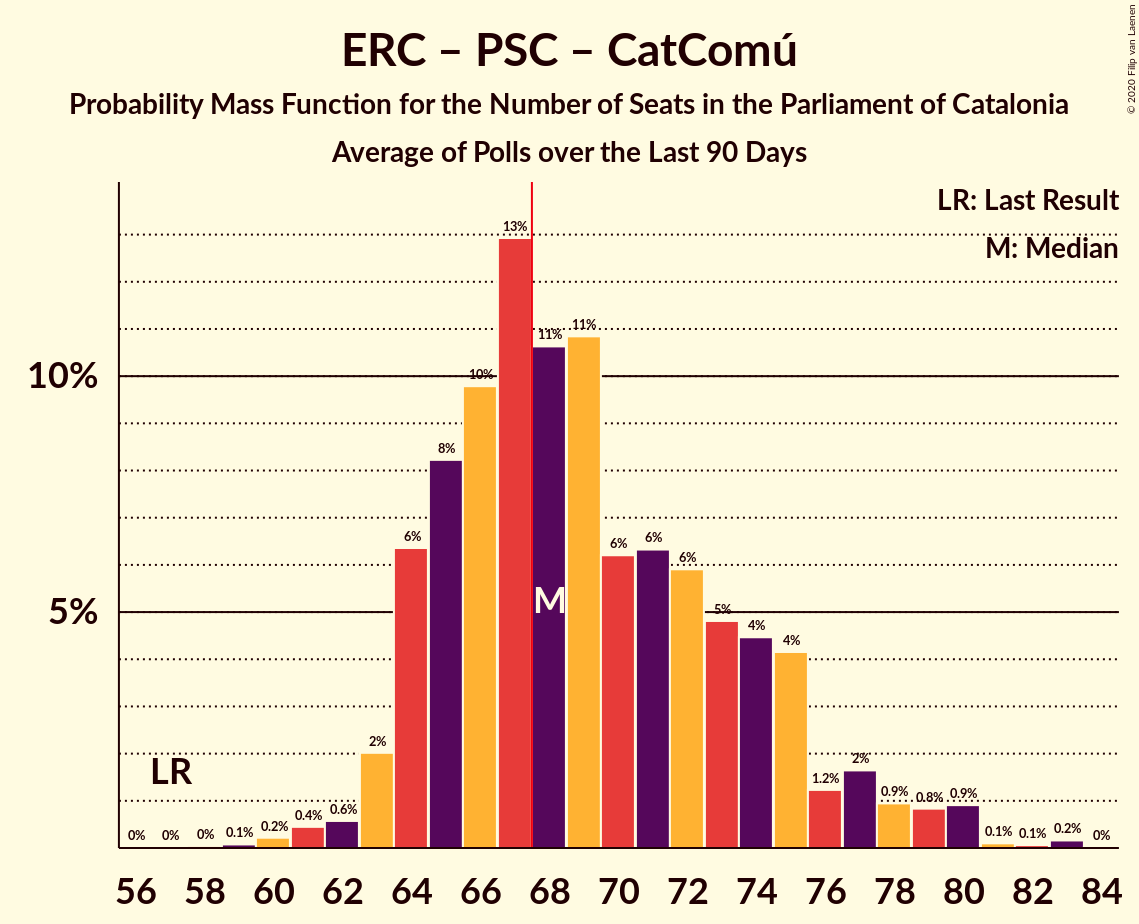 ERC – PSC – CatComú
Probability Mass Function for the Number of Seats in the Parliament of Catalonia
Average of Polls over the Last 90 Days
© 2020 Filip van Laenen
LR: Last Result
M: Median
10%
5%
0% 0% 0% 0.1% 0.2% 0.4% 0.6% 2% 6% 8% 10% 13% 11% 11% 6% 6% 6% 5% 4% 4% 1.2% 2% 0.9% 0.8% 0.9% 0.1% 0.1% 0.2% 0%
M
LR
56 58 60 62 64 66 68 70 72 74 76 78 80 82 84